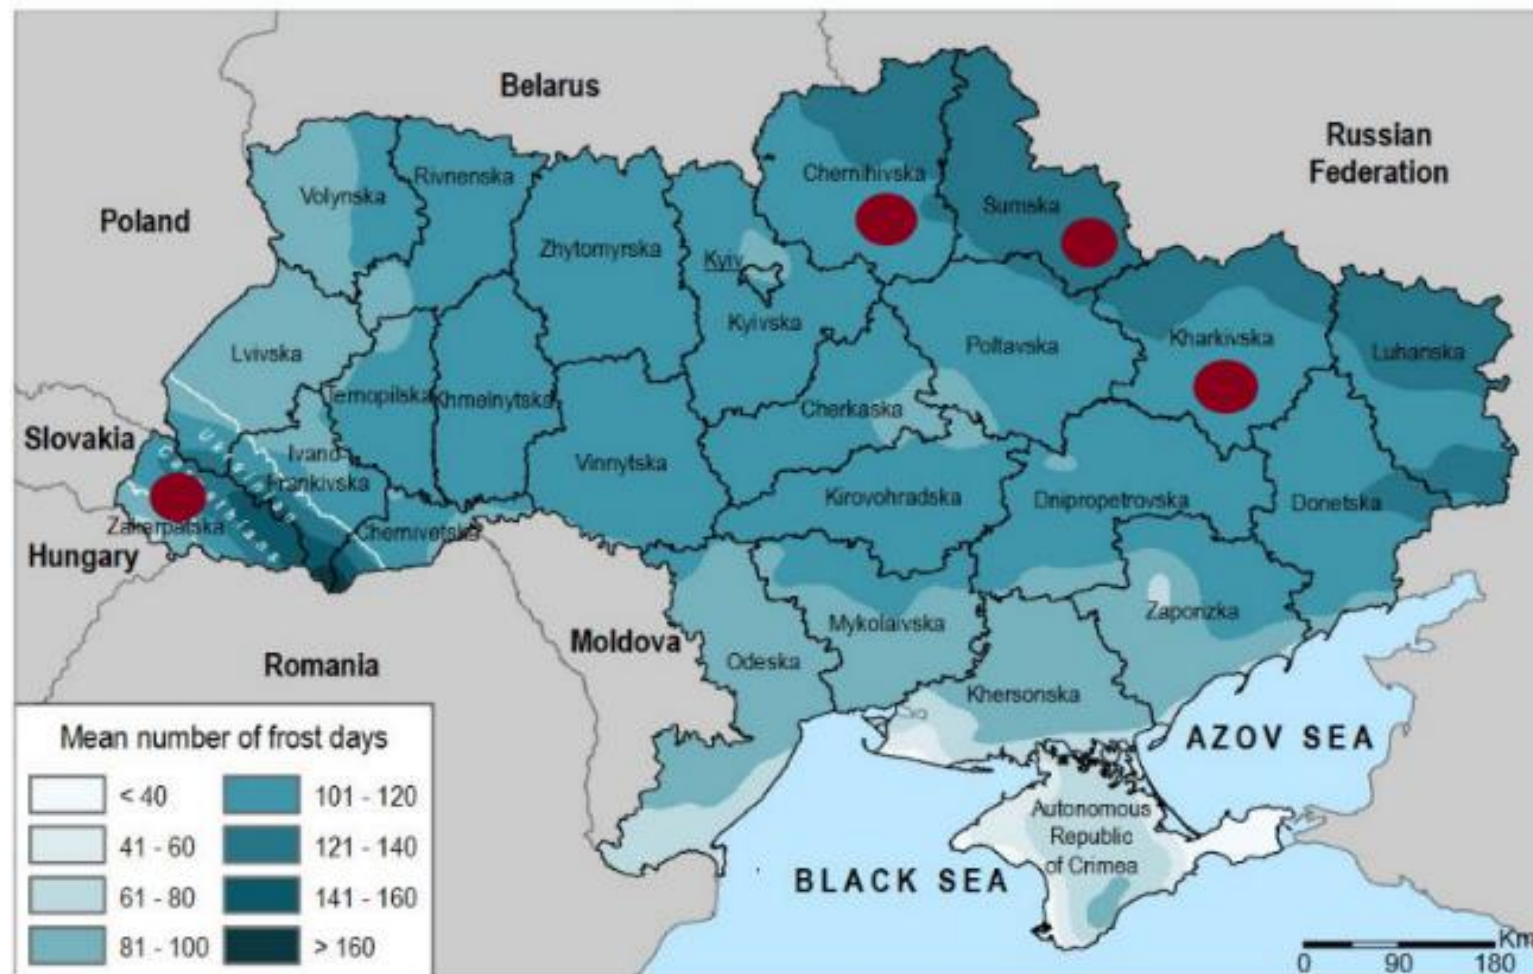 Belarus
Russian
Federation
Poland
Volynska
Rivnenska
Chernihivska
Sumska
Zhytomyrska
Kyiv
Kyivska
Lvivska
Poltavska
Kharkivska
Luhanska
Ternopilska
Khmelnytska
Cherkaska
Slovakia
Ukrainian
Carpathians
Ivano
Frankivska
Vinnytska
Kirovohradska
Dnipropetrovska
Donetska
Zakarpatska
Chernivetska
Hungary
Moldova
Mykolaivska
Zaporizka
Romania
Odeska
Khersonska
AZOV SEA
Autonomous
Republic
of Crimea
BLACK SEA
Mean number of frost days
< 40
41 - 60
61 - 80
81 - 100
101 - 120
121 - 140
141 - 160
> 160
Km
0 90 180